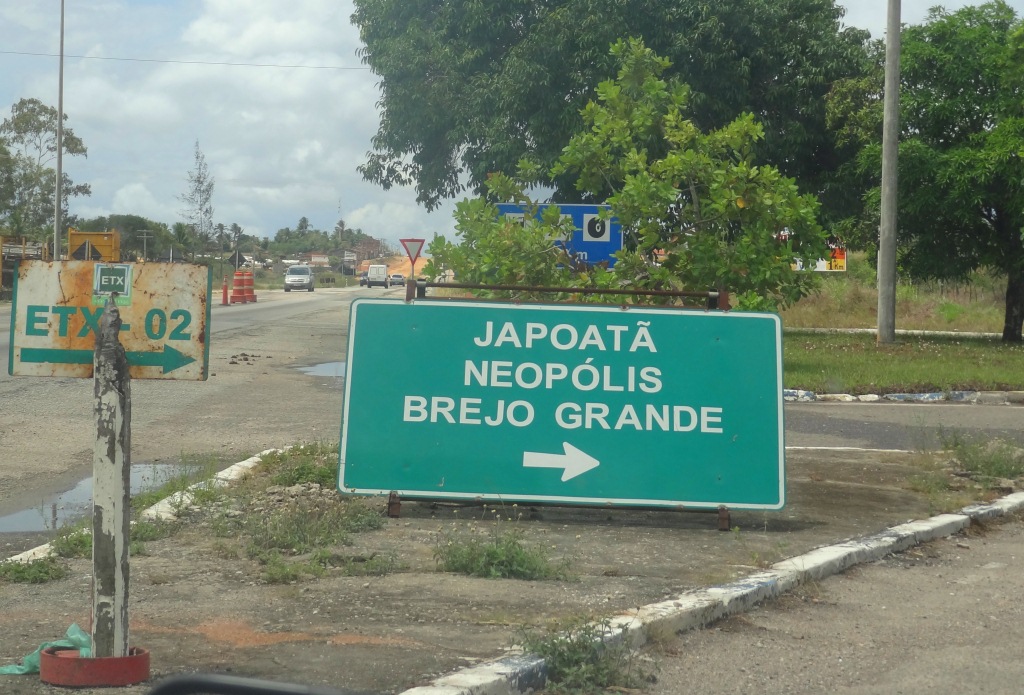 ETX
ETX - 02
JAPOATÃ
NEOPÓLIS
BREJO GRANDE
m